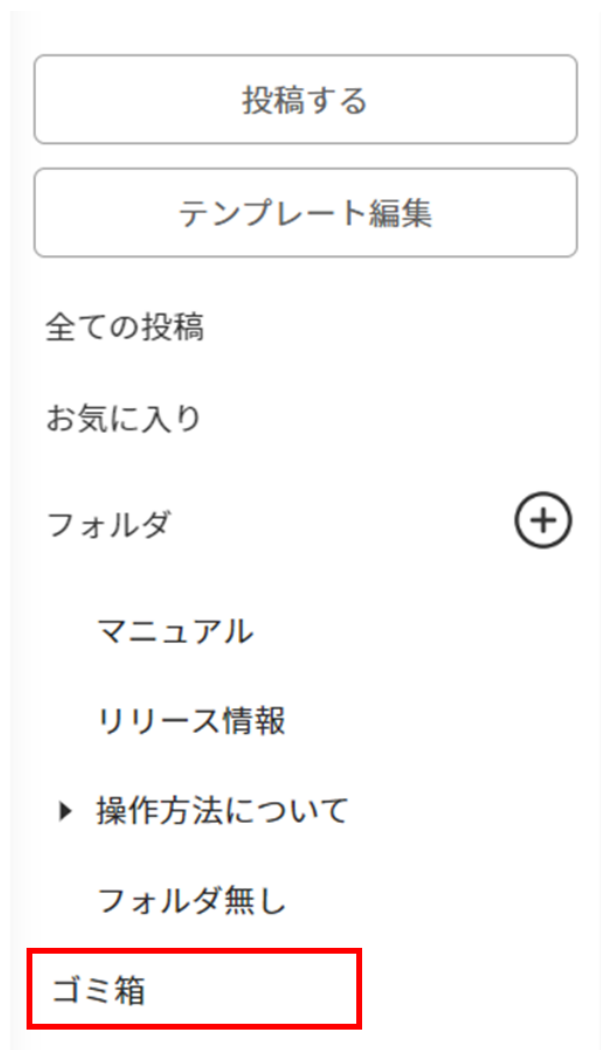 投稿する
テンプレート編集
全ての投稿
お気に入り
フォルダ
マニュアル
リリース情報
操作方法について
フォルダ無し
ゴミ箱